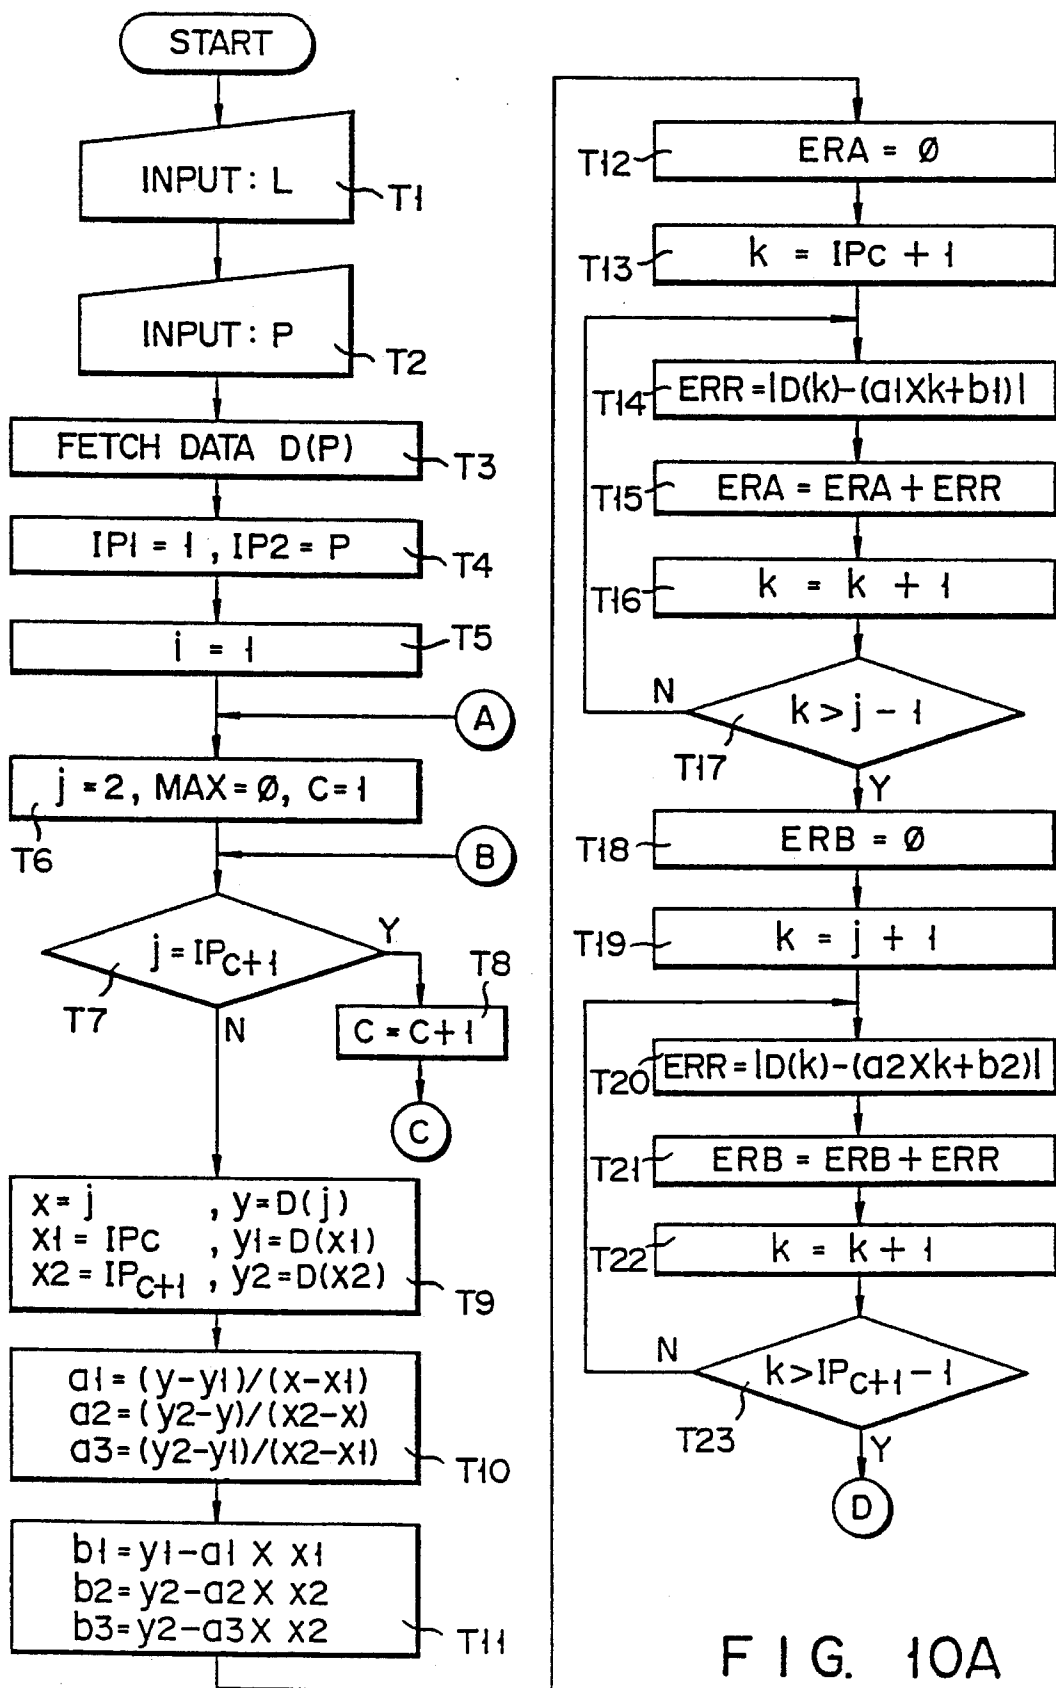 START
INPUT: L
T1
INPUT: P
T2
FETCH DATA D(P)
T3
IP1 = 1, IP2 = P
T4
i = 1
T5
A
j = 2, MAX = Ø, C = 1
T6
B
j = IPC+1
Y
T7
N
T8
C = C + 1
C
x = j , y = D(j)
x1 = IPC , y1 = D(x1)
x2 = IPC+1 , y2 = D(x2)
T9
a1 = (y-y1)/(x-x1)
a2 = (y2-y)/(x2-x)
a3 = (y2-y1)/(x2-x1)
T10
b1 = y1-a1 X x1
b2 = y2-a2 X x2
b3 = y2-a3 X x2
T11
ERA = Ø
T12
k = IPC + 1
T13
ERR = |D(k)-(a1Xk+b1)|
T14
ERA = ERA + ERR
T15
k = k + 1
T16
N
k > j - 1
T17
Y
ERB = Ø
T18
k = j + 1
T19
ERR = |D(k)-(a2Xk+b2)|
T20
ERB = ERB + ERR
T21
k = k + 1
T22
N
k > IPC+1 - 1
T23
Y
D
FIG. 10A